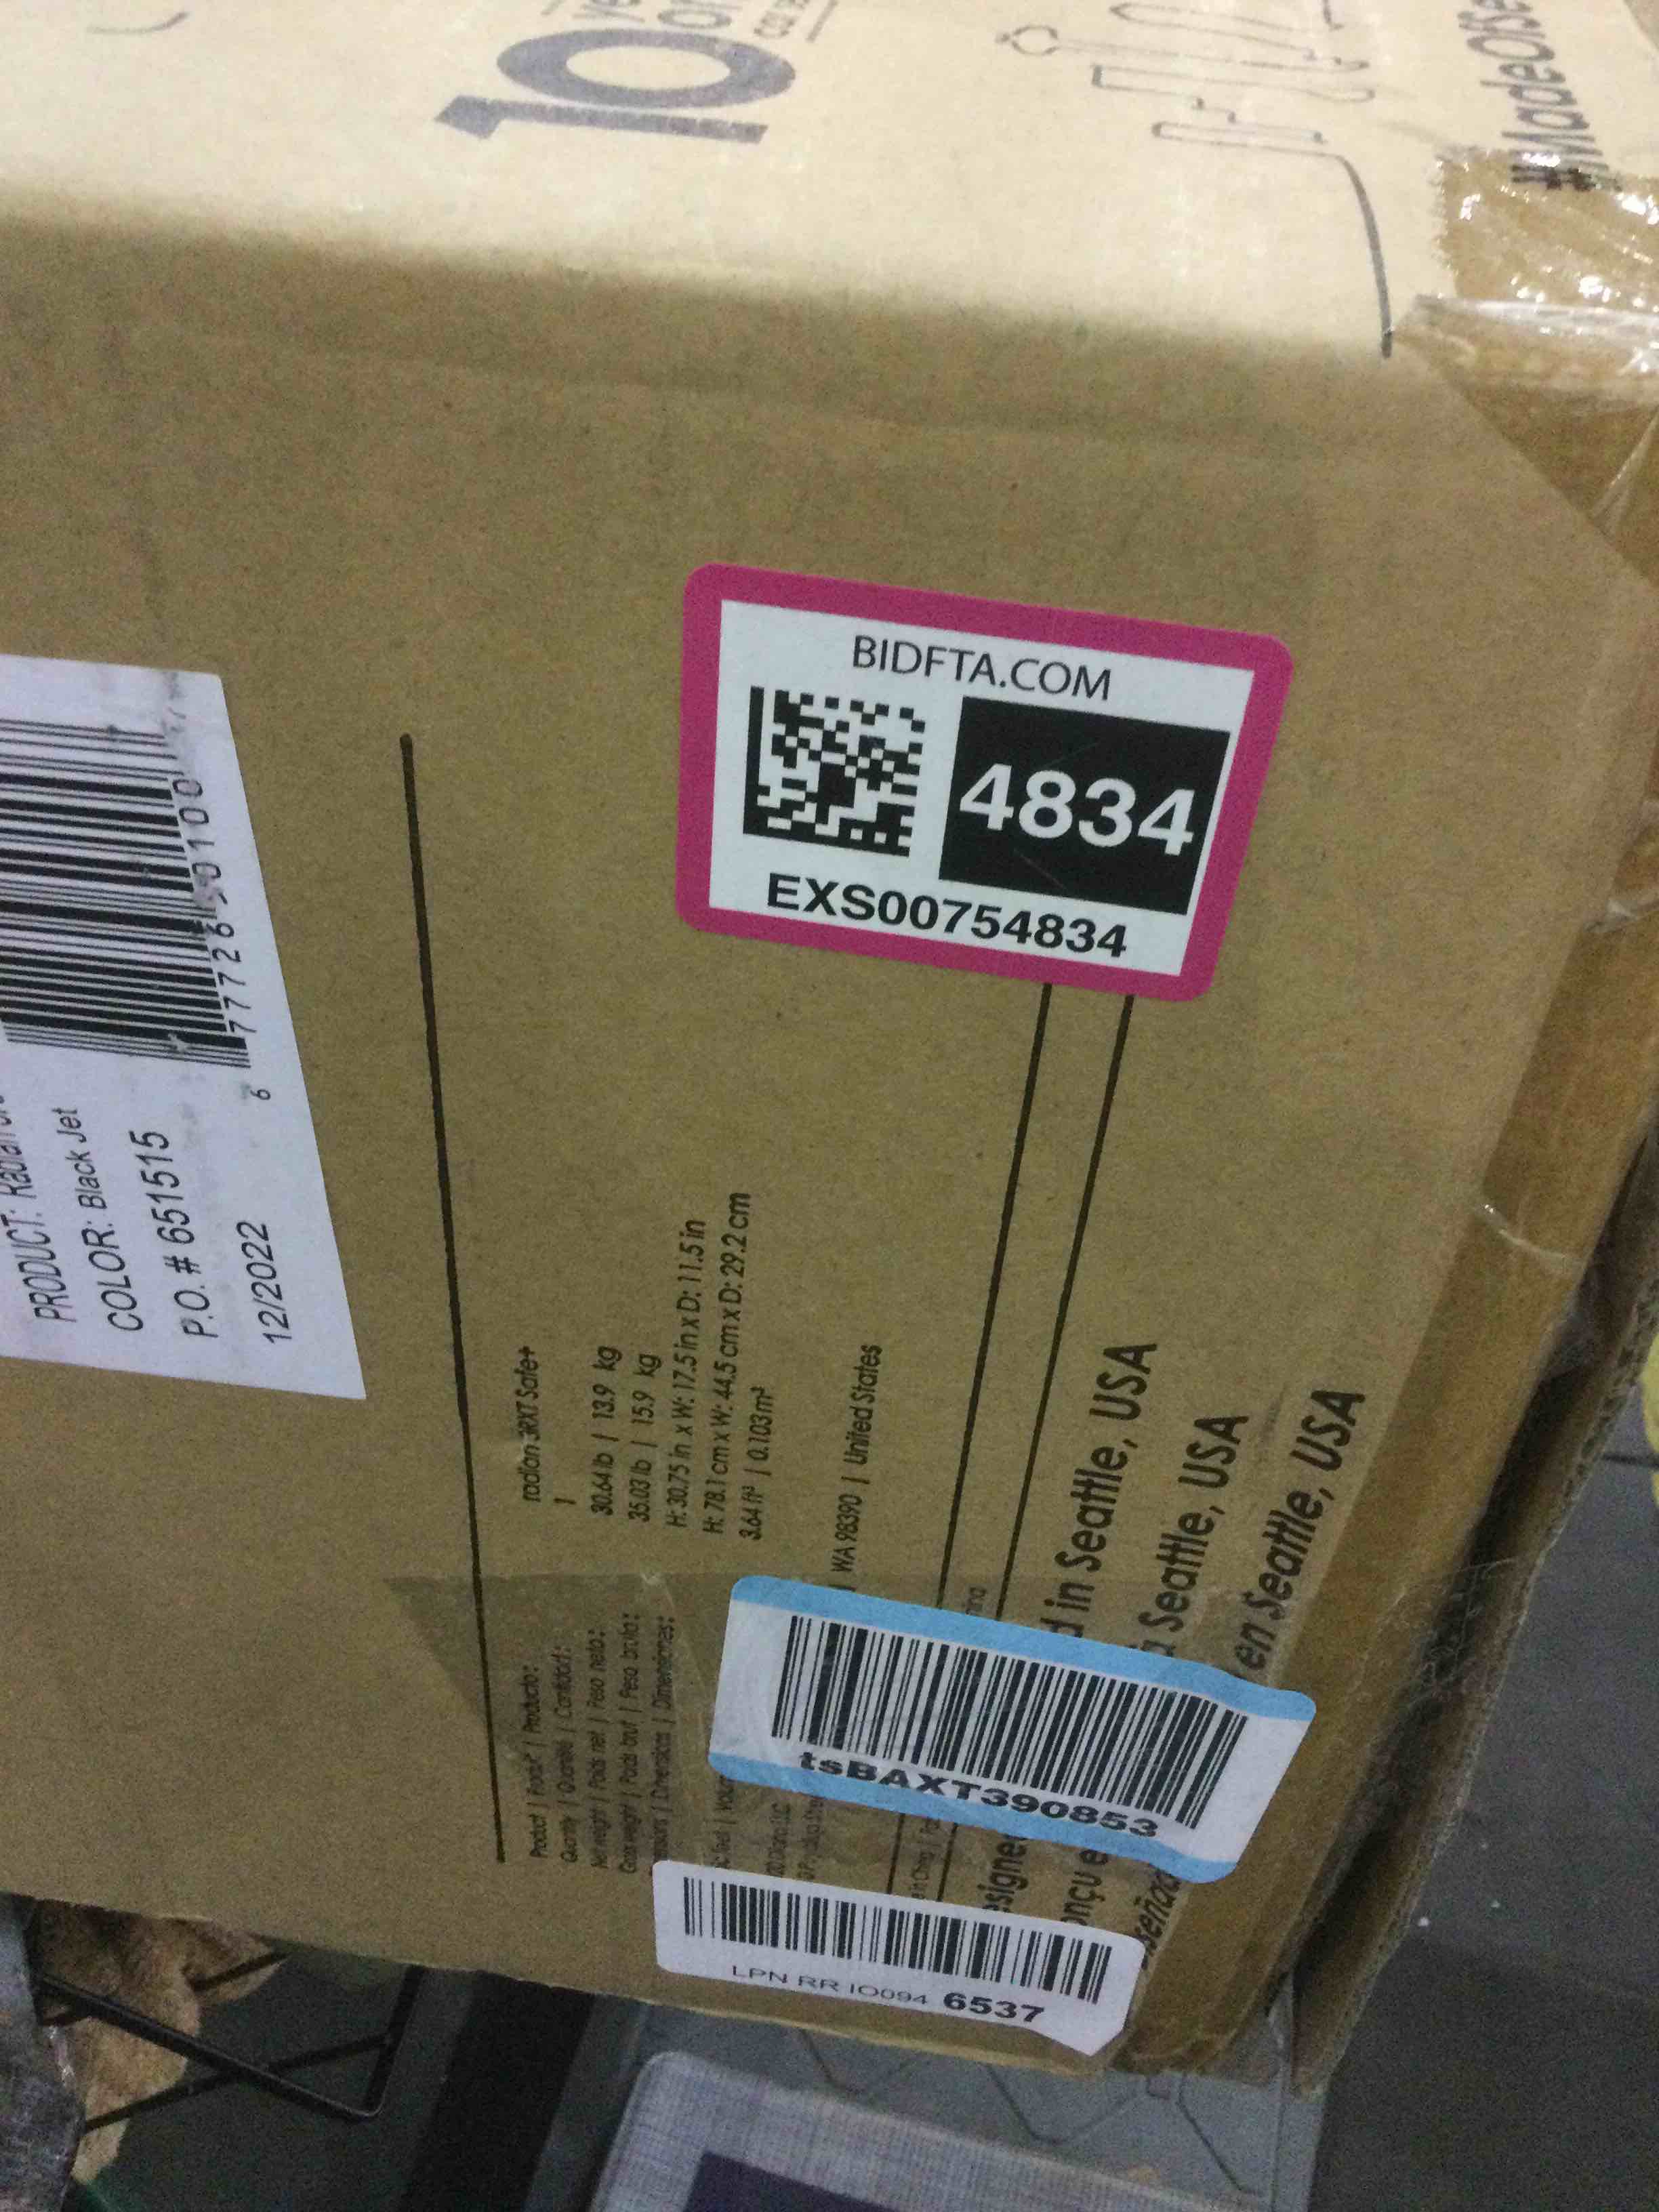 10
#MadeOfSe
BIDFTA.COM
4834
EXS00754834
PRODUCT:
COLOR: Black Jet
P.O. # 651515
12/2022
Product | Produit | Producto: radian 3RXT Safe+
Quantity | Quantité | Cantidad: 1
Net weight | Poids net | Peso neto: 30.64 lb | 13.9 kg
Gross weight | Poids brut | Peso bruto: 35.03 lb | 15.9 kg
| Dimensions | Dimensiones: H: 30.75 in x W: 17.5 in x D: 11.5 in
H: 78.1 cm x W: 44.5 cm x D: 29.2 cm
3.64 ft³ | 0.103 m³
WA 98390 | United States
esigne d in Seattle, USA
onçu à Seattle, USA
señad en Seattle, USA
tsBAXT390853
LPN RR IO094 6537